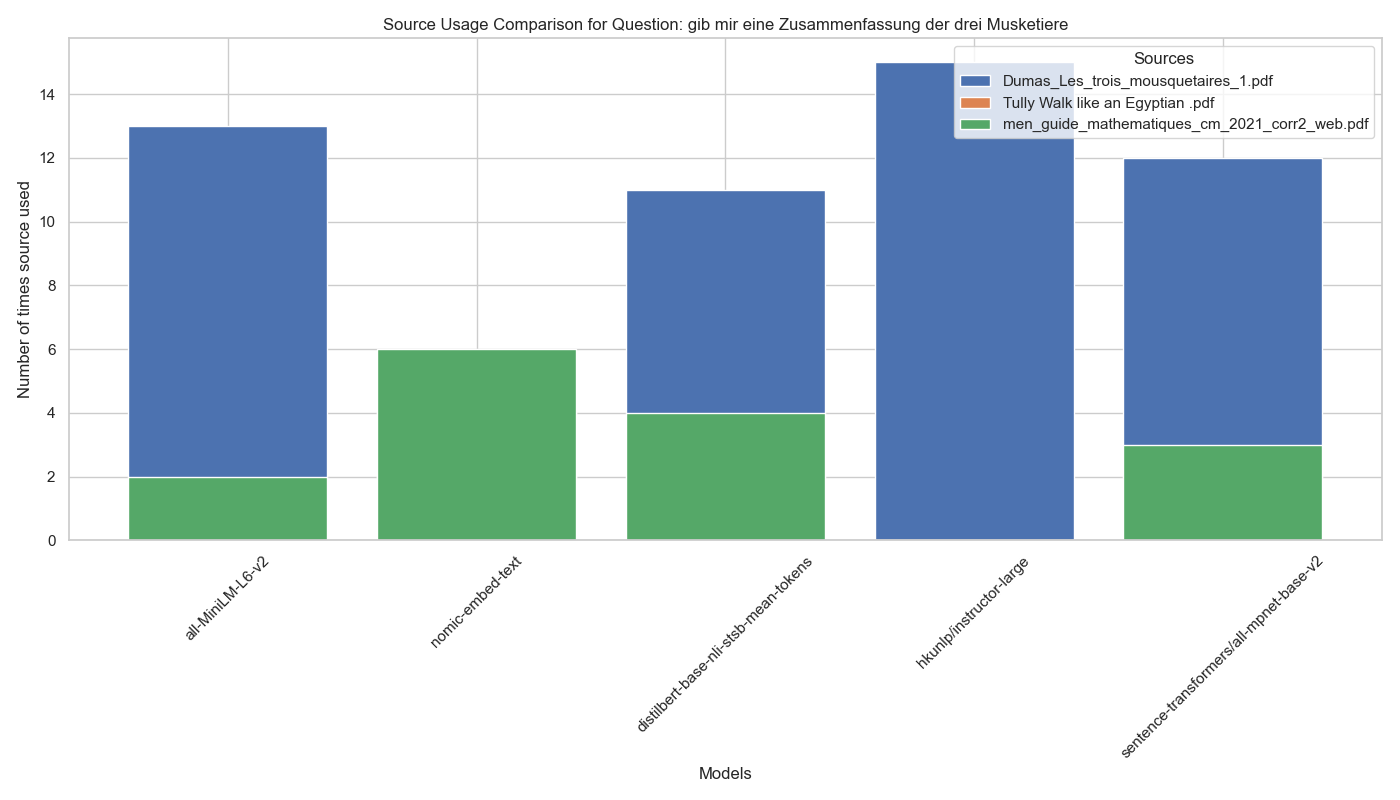 Source Usage Comparison for Question: gib mir eine Zusammenfassung der drei Musketiere
Sources
Dumas_Les_trois_mousquetaires_1.pdf
Tully Walk like an Egyptian .pdf
men_guide_mathematiques_cm_2021_corr2_web.pdf
Number of times source used
14
12
10
8
6
4
2
0
all-MiniLM-L6-v2
nomic-embed-text
distilbert-base-nli-stsb-mean-tokens
hkunlp/instructor-large
sentence-transformers/all-mpnet-base-v2
Models